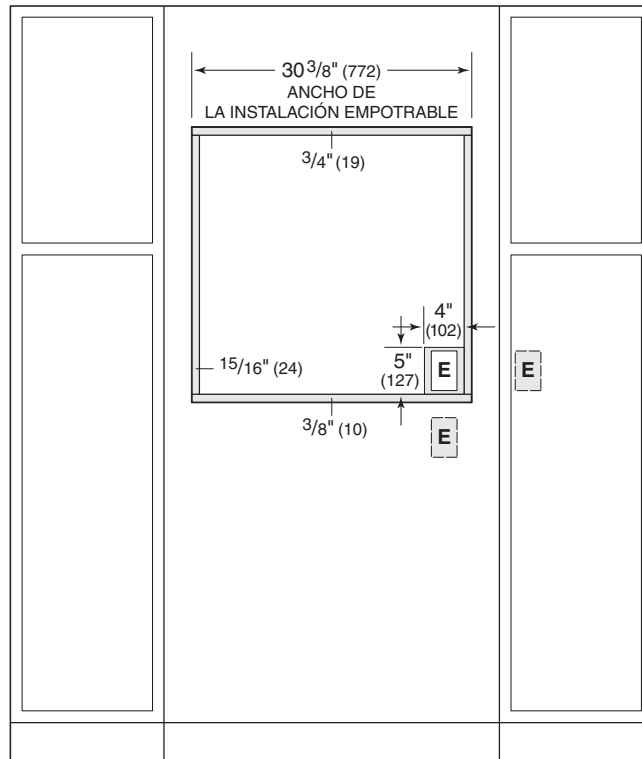 30 3/8" (772)
ANCHO DE
LA INSTALACIÓN EMPOTRABLE
3/4" (19)
4"
(102)
15/16" (24)
5"
(127)
E
E
3/8" (10)
E